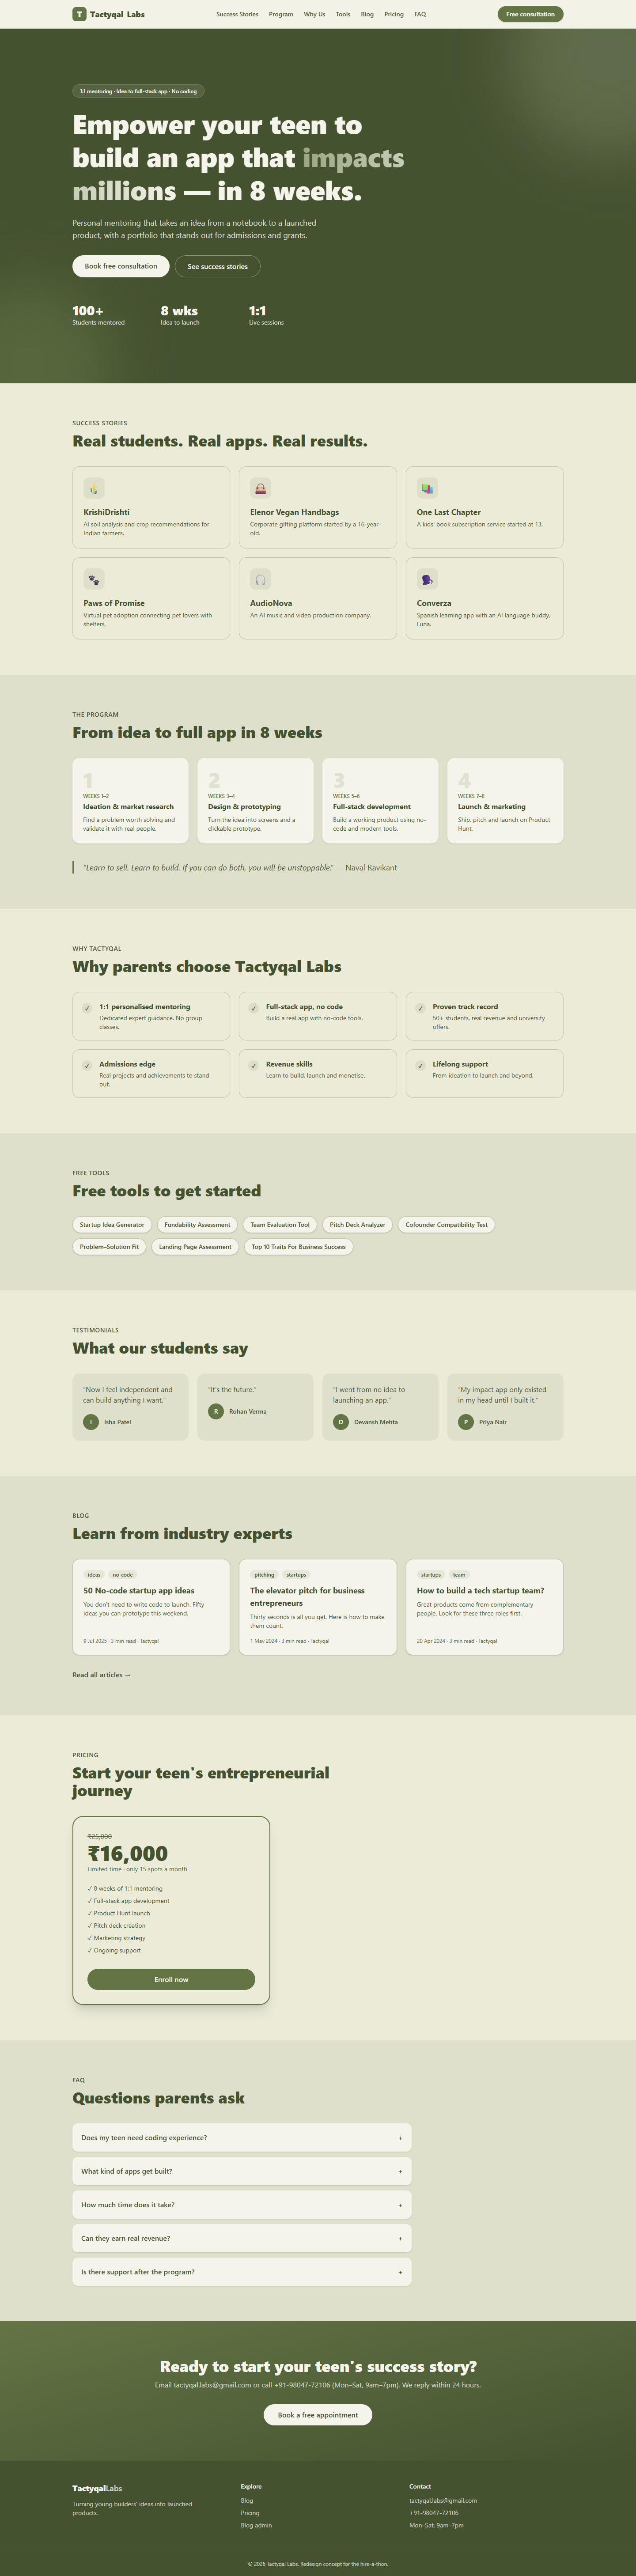 T Tactyqal Labs
Success Stories Program Why Us Tools Blog Pricing FAQ
Free consultation
1:1 mentoring · Idea to full-stack app · No coding
Empower your teen to
build an app that impacts
millions — in 8 weeks.
Personal mentoring that takes an idea from a notebook to a launched
product, with a portfolio that stands out for admissions and grants.
Book free consultation
See success stories
100+
Students mentored
8 wks
Idea to launch
1:1
Live sessions
SUCCESS STORIES
Real students. Real apps. Real results.
KrishiDrishti
AI soil analysis and crop recommendations for
Indian farmers.
Elenor Vegan Handbags
Corporate gifting platform started by a 16-year-
old.
One Last Chapter
A kids' book subscription service started at 13.
Paws of Promise
Virtual pet adoption connecting pet lovers with
shelters.
AudioNova
An AI music and video production company.
Converza
Spanish learning app with an AI language buddy,
Luna.
THE PROGRAM
From idea to full app in 8 weeks
1
WEEKS 1–2
Ideation & market research
Find a problem worth solving and
validate it with real people.
2
WEEKS 3–4
Design & prototyping
Turn the idea into screens and a
clickable prototype.
3
WEEKS 5–6
Full-stack development
Build a working product using no-
code and modern tools.
4
WEEKS 7–8
Launch & marketing
Ship, pitch and launch on Product
Hunt.
"Learn to sell. Learn to build. If you can do both, you will be unstoppable." — Naval Ravikant
WHY TACTYQAL
Why parents choose Tactyqal Labs
✓ 1:1 personalised mentoring
Dedicated expert guidance. No group
classes.
✓ Full-stack app, no code
Build a real app with no-code tools.
✓ Proven track record
50+ students, real revenue and university
offers.
✓ Admissions edge
Real projects and achievements to stand
out.
✓ Revenue skills
Learn to build, launch and monetise.
✓ Lifelong support
From ideation to launch and beyond.
FREE TOOLS
Free tools to get started
Startup Idea Generator
Fundability Assessment
Team Evaluation Tool
Pitch Deck Analyzer
Cofounder Compatibility Test
Problem–Solution Fit
Landing Page Assessment
Top 10 Traits For Business Success
TESTIMONIALS
What our students say
"Now I feel independent and
can build anything I want."
I Isha Patel
"It's the future."
R Rohan Verma
"I went from no idea to
launching an app."
D Devansh Mehta
"My impact app only existed
in my head until I built it."
P Priya Nair
BLOG
Learn from industry experts
ideas no-code
50 No-code startup app ideas
You don't need to write code to launch. Fifty
ideas you can prototype this weekend.
9 Jul 2025 · 3 min read · Tactyqal
pitching startups
The elevator pitch for business
entrepreneurs
Thirty seconds is all you get. Here is how to make
them count.
1 May 2024 · 3 min read · Tactyqal
startups team
How to build a tech startup team?
Great products come from complementary
people. Look for these three roles first.
20 Apr 2024 · 3 min read · Tactyqal
Read all articles →
PRICING
Start your teen's entrepreneurial
journey
₹25,000
₹16,000
Limited time · only 15 spots a month
✓ 8 weeks of 1:1 mentoring
✓ Full-stack app development
✓ Product Hunt launch
✓ Pitch deck creation
✓ Marketing strategy
✓ Ongoing support
Enroll now
FAQ
Questions parents ask
Does my teen need coding experience? +
What kind of apps get built? +
How much time does it take? +
Can they earn real revenue? +
Is there support after the program? +
Ready to start your teen's success story?
Email tactyqal.labs@gmail.com or call +91-98047-72106 (Mon–Sat, 9am–7pm). We reply within 24 hours.
Book a free appointment
TactyqalLabs
Turning young builders' ideas into launched
products.
Explore
Blog
Pricing
Blog admin
Contact
tactyqal.labs@gmail.com
+91-98047-72106
Mon–Sat, 9am–7pm
© 2026 Tactyqal Labs. Redesign concept for the hire-a-thon.